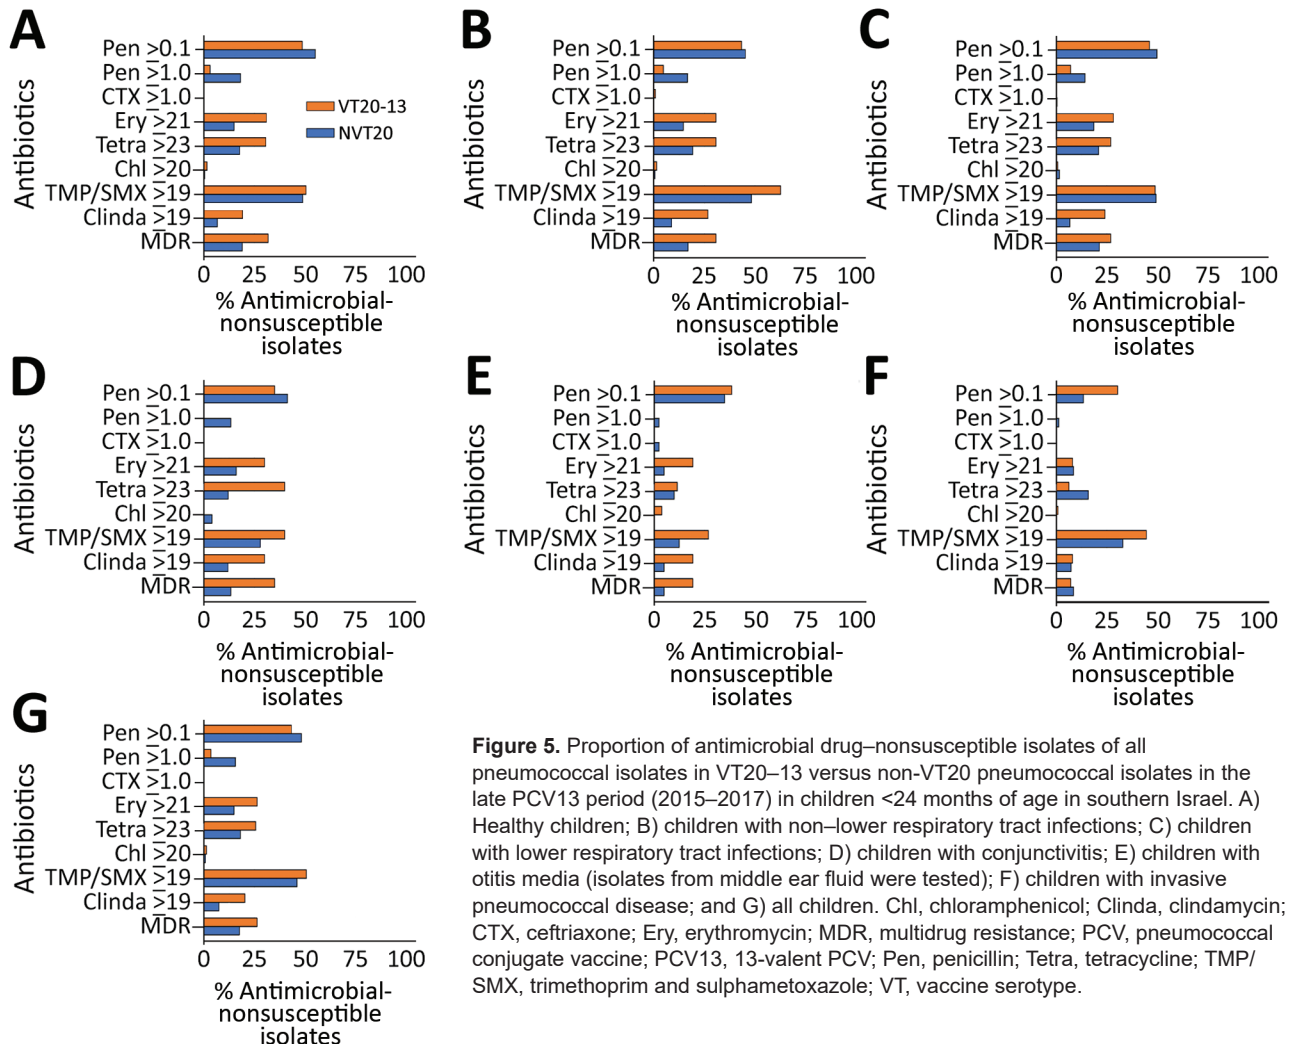 A
Antibiotics
Pen >0.1
Pen ≥1.0
CTX ≥1.0
Ery ≥21
Tetra ≥23
Chl ≥20
TMP/SMX ≥19
Clinda ≥19
MDR
VT20-13
NVT20
0 25 50 75 100
% Antimicrobial-
nonsusceptible
isolates
B
Antibiotics
Pen >0.1
Pen ≥1.0
CTX ≥1.0
Ery ≥21
Tetra ≥23
Chl ≥20
TMP/SMX ≥19
Clinda ≥19
MDR
0 25 50 75 100
% Antimicrobial-
nonsusceptible
isolates
C
Antibiotics
Pen >0.1
Pen ≥1.0
CTX ≥1.0
Ery ≥21
Tetra ≥23
Chl ≥20
TMP/SMX ≥19
Clinda ≥19
MDR
0 25 50 75 100
% Antimicrobial-
nonsusceptible
isolates
D
Antibiotics
Pen >0.1
Pen ≥1.0
CTX ≥1.0
Ery ≥21
Tetra ≥23
Chl ≥20
TMP/SMX ≥19
Clinda ≥19
MDR
0 25 50 75 100
% Antimicrobial-
nonsusceptible
isolates
E
Antibiotics
Pen >0.1
Pen ≥1.0
CTX ≥1.0
Ery ≥21
Tetra ≥23
Chl ≥20
TMP/SMX ≥19
Clinda ≥19
MDR
0 25 50 75 100
% Antimicrobial-
nonsusceptible
isolates
F
Antibiotics
Pen >0.1
Pen ≥1.0
CTX ≥1.0
Ery ≥21
Tetra ≥23
Chl ≥20
TMP/SMX ≥19
Clinda ≥19
MDR
0 25 50 75 100
% Antimicrobial-
nonsusceptible
isolates
G
Antibiotics
Pen >0.1
Pen ≥1.0
CTX ≥1.0
Ery ≥21
Tetra ≥23
Chl ≥20
TMP/SMX ≥19
Clinda ≥19
MDR
0 25 50 75 100
% Antimicrobial-
nonsusceptible
isolates
Figure 5. Proportion of antimicrobial drug–nonsusceptible isolates of all
pneumococcal isolates in VT20–13 versus non-VT20 pneumococcal isolates in the
late PCV13 period (2015–2017) in children <24 months of age in southern Israel. A)
Healthy children; B) children with non–lower respiratory tract infections; C) children
with lower respiratory tract infections; D) children with conjunctivitis; E) children with
otitis media (isolates from middle ear fluid were tested); F) children with invasive
pneumococcal disease; and G) all children. Chl, chloramphenicol; Clinda, clindamycin;
CTX, ceftriaxone; Ery, erythromycin; MDR, multidrug resistance; PCV, pneumococcal
conjugate vaccine; PCV13, 13-valent PCV; Pen, penicillin; Tetra, tetracycline; TMP/
SMX, trimethoprim and sulphametoxazole; VT, vaccine serotype.